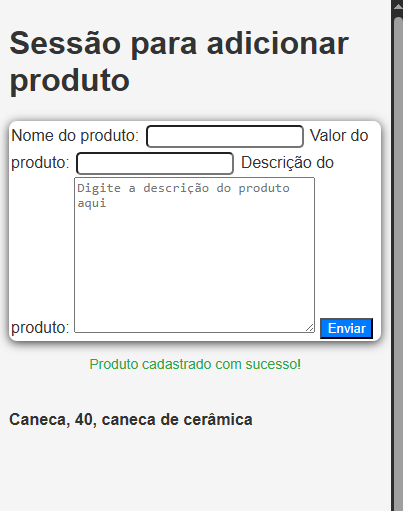 Sessão para adicionar
produto
Nome do produto: Valor do
produto: Descrição do
Digite a descrição do produto
aqui
produto: Enviar
Produto cadastrado com sucesso!
Caneca, 40, caneca de cerâmica